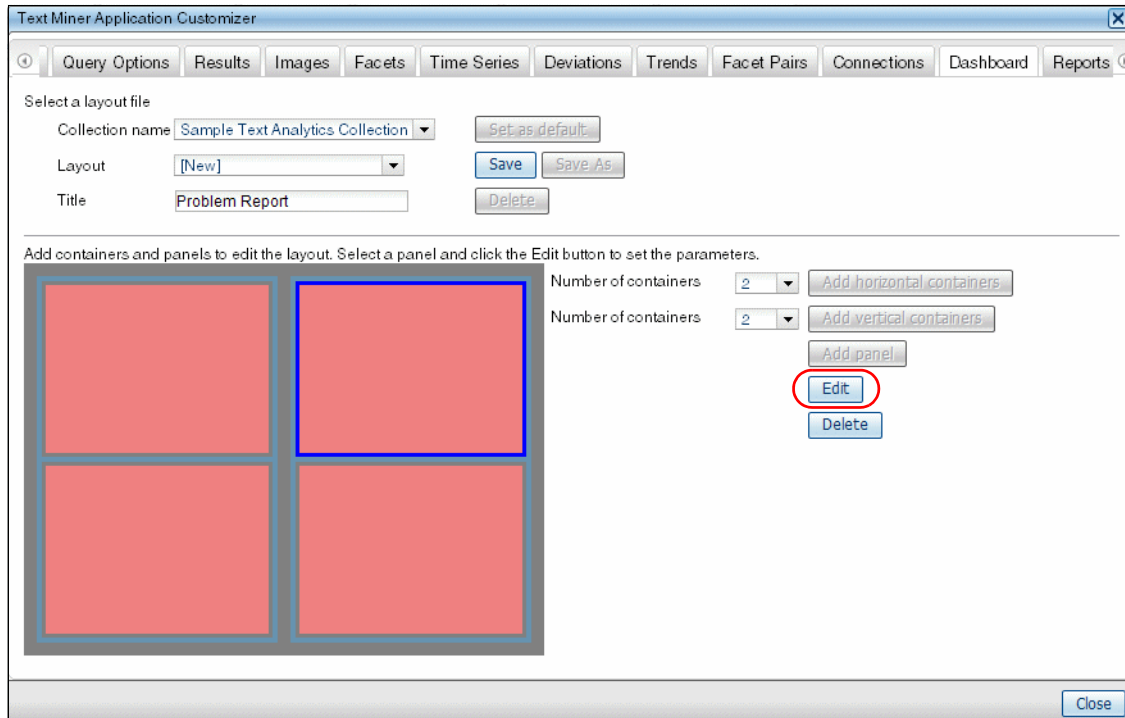 Text Miner Application Customizer
Query Options Results Images Facets Time Series Deviations Trends Facet Pairs Connections Dashboard Reports
Select a layout file
Collection name Sample Text Analytics Collection Set as default
Layout [New] Save Save As
Title Problem Report Delete
Add containers and panels to edit the layout. Select a panel and click the Edit button to set the parameters.
Number of containers 2 Add horizontal containers
Number of containers 2 Add vertical containers
Add panel
Edit
Delete
Close